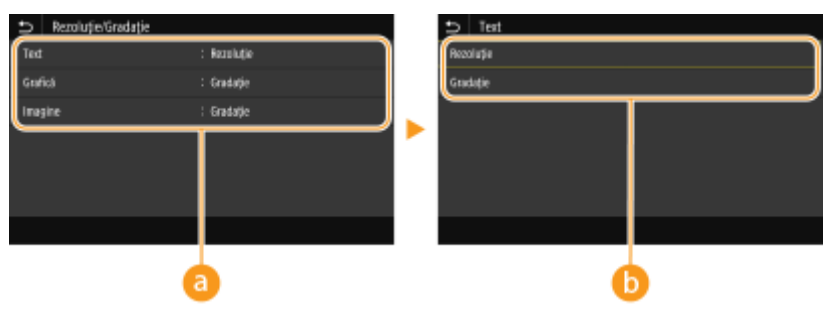 Rezoluție/Gradație
Text : Rezoluție
Grafică : Gradație
Imagine : Gradație
a
Text
Rezoluție
Gradație
b